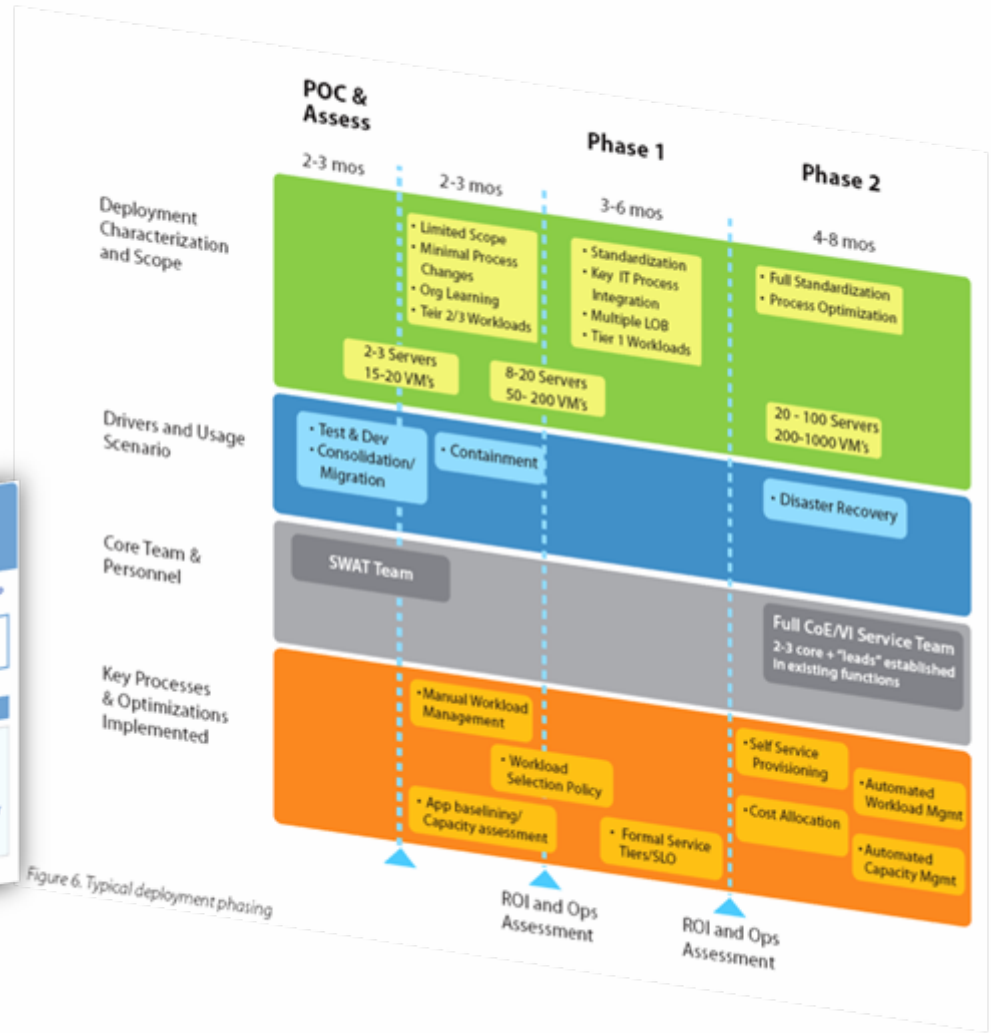 POC &
Assess
Phase 1
Phase 2
2-3 mos
2-3 mos
3-6 mos
4-8 mos
Deployment
Characterization
and Scope
• Limited Scope
• Minimal Process
Changes
• Org Learning
• Teir 2/3 Workloads
• Standardization
• Key IT Process
Integration
• Multiple LOB
• Tier 1 Workloads
• Full Standardization
• Process Optimization
2-3 Servers
15-20 VM's
8-20 Servers
50- 200 VM's
20 - 100 Servers
200-1000 VM's
Drivers and Usage
Scenario
• Test & Dev
• Consolidation/
Migration
• Containment
• Disaster Recovery
Core Team &
Personnel
SWAT Team
Full CoE/VI Service Team
2-3 core + "leads" established
in existing functions
Key Processes
& Optimizations
Implemented
• Manual Workload
Management
• Workload
Selection Policy
• App baselining/
Capacity assessment
• Formal Service
Tiers/SLO
• Self Service
Provisioning
• Cost Allocation
• Automated
Workload Mgmt
• Automated
Capacity Mgmt
ROI and Ops
Assessment
ROI and Ops
Assessment
Figure 6. Typical deployment phasing